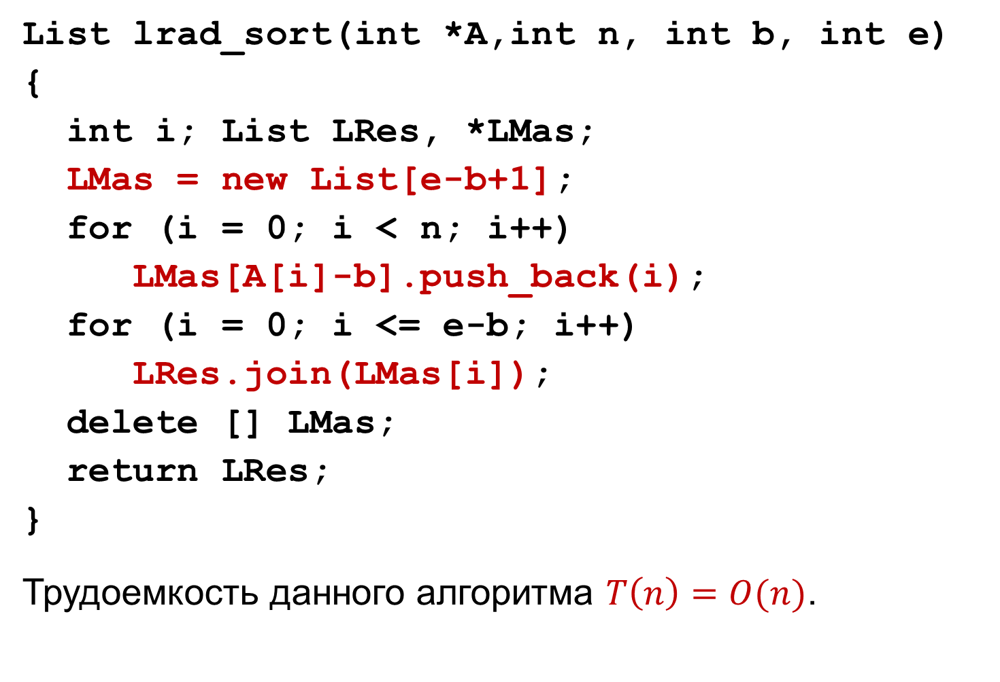 List lrad_sort(int *A,int n, int b, int e)
{
int i; List LRes, *LMas;
LMas = new List[e-b+1];
for (i = 0; i < n; i++)
LMas[A[i]-b].push_back(i);
for (i = 0; i <= e-b; i++)
LRes.join(LMas[i]);
delete [] LMas;
return LRes;
}
Трудоемкость данного алгоритма T(n) = O(n).